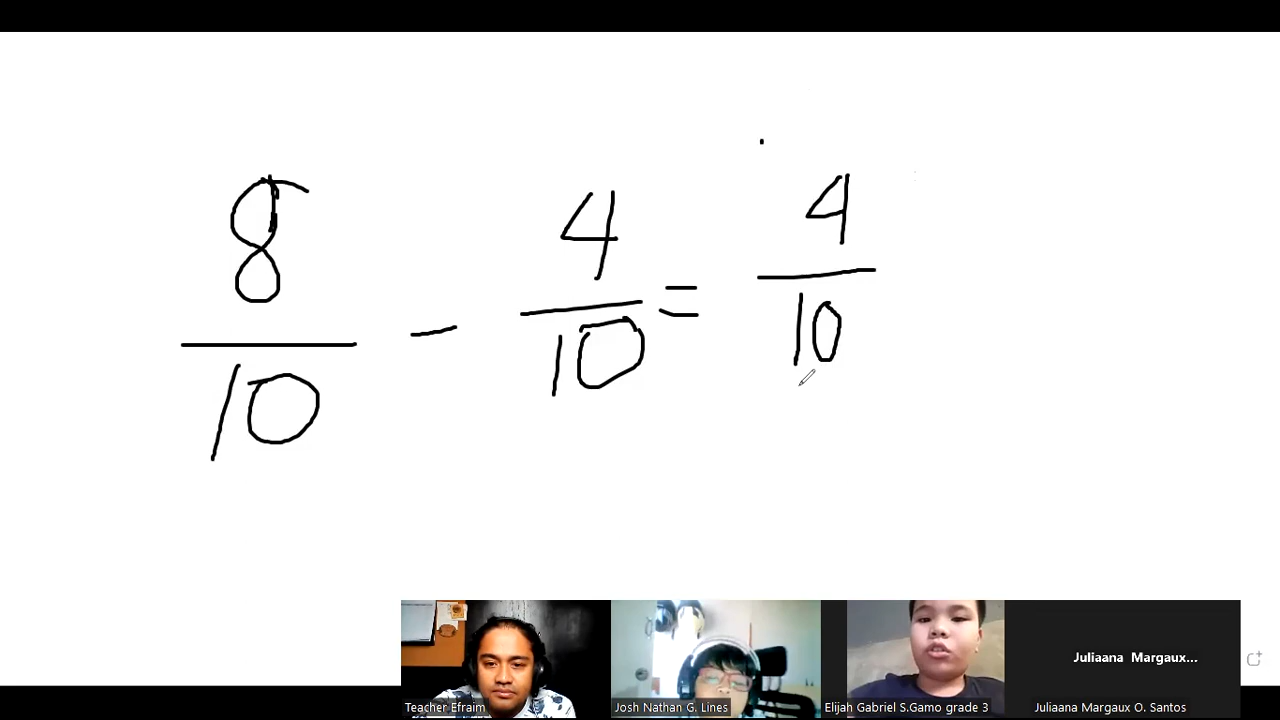 8/10 - 4/10 = 4/10
Juliaana Margaux...
Teacher Efraim
Josh Nathan G. Lines
Elijah Gabriel S.Gamo grade 3
Juliaana Margaux O. Santos